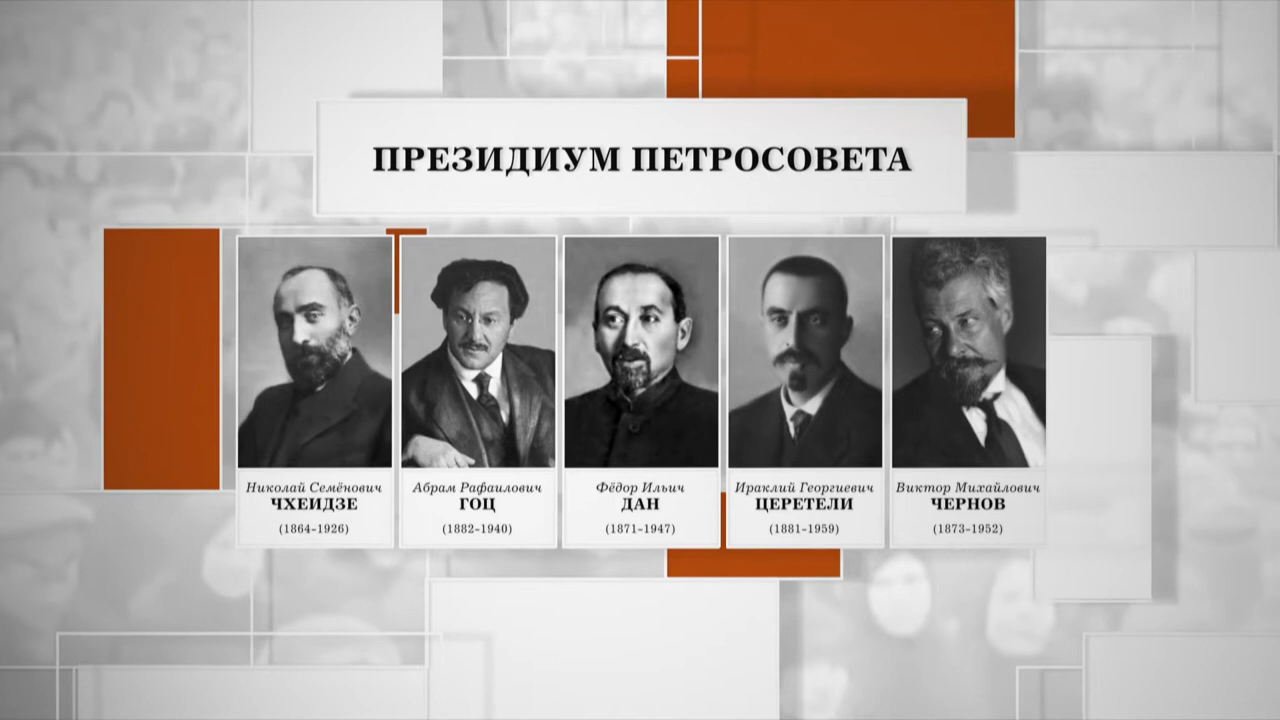 ПРЕЗИДИУМ ПЕТРОСОВЕТА
Николай Семёнович
ЧХЕИДЗЕ
(1864–1926)
Абрам Рафаилович
ГОЦ
(1882–1940)
Фёдор Ильич
ДАН
(1871–1947)
Ираклий Георгиевич
ЦЕРЕТЕЛИ
(1881–1959)
Виктор Михайлович
ЧЕРНОВ
(1873–1952)